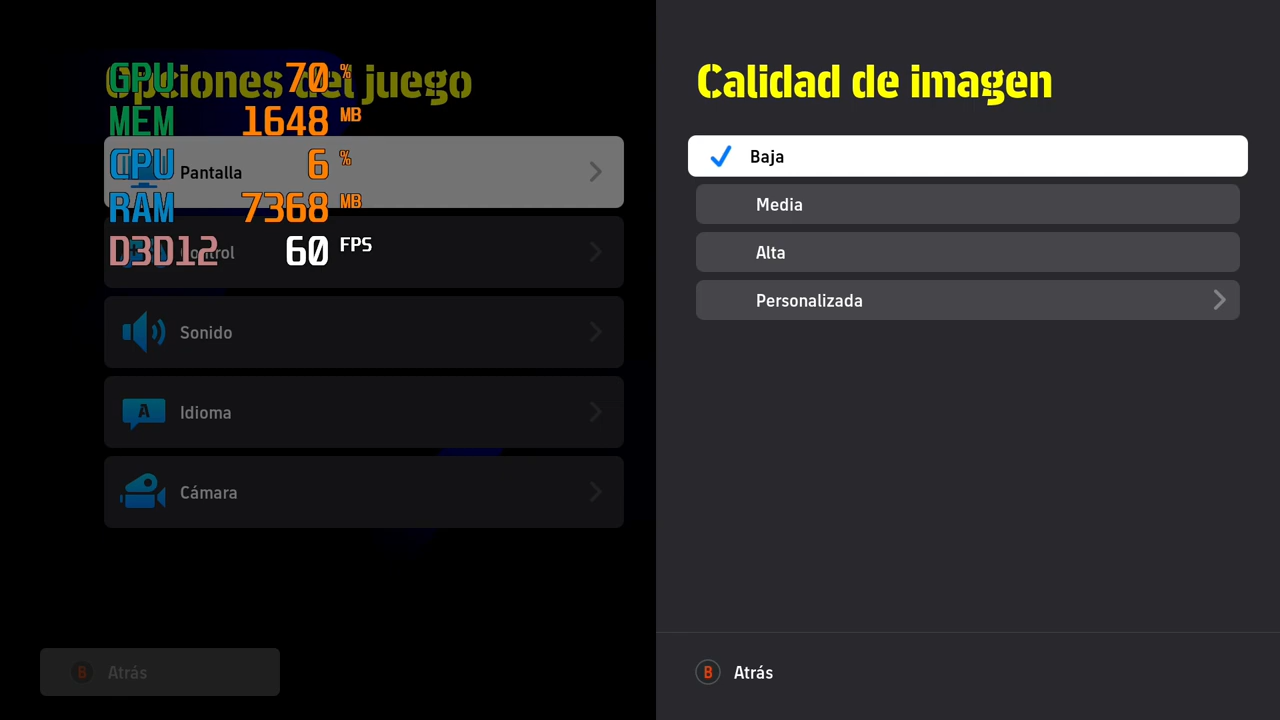 Opciones del juego
GPU 70 %
MEM 1648 MB
CPU 6 %
RAM 7368 MB
D3D12 60 FPS
Pantalla
Control
Sonido
Idioma
Cámara
B Atrás
Calidad de imagen
Baja
Media
Alta
Personalizada
B Atrás